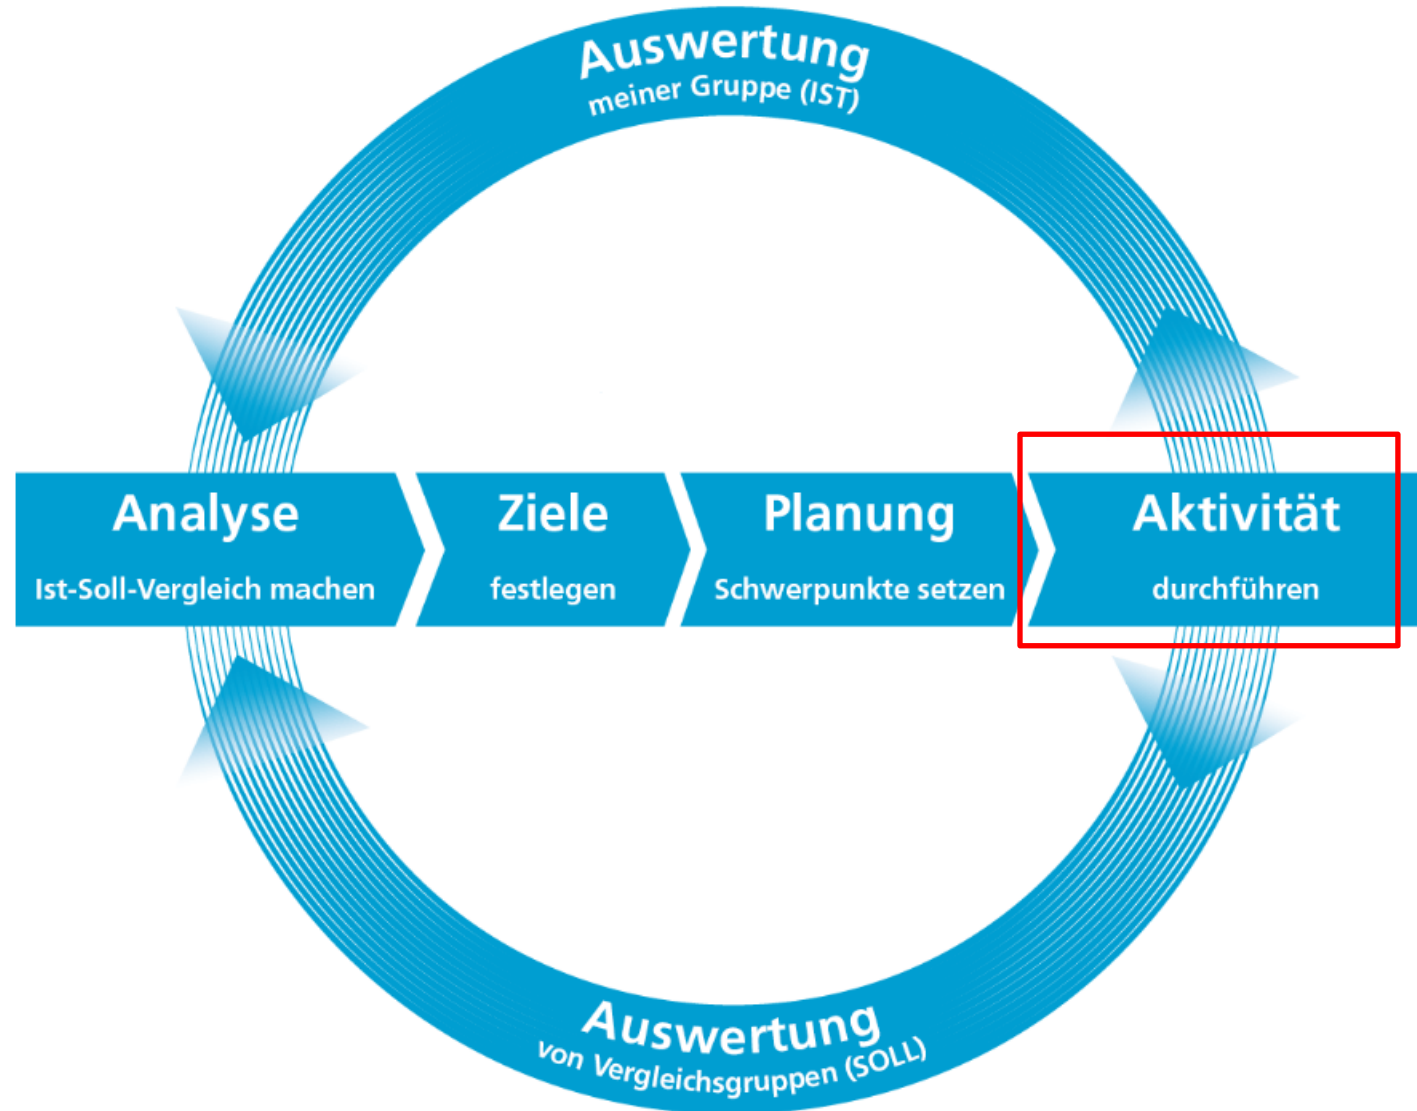 Auswertung
meiner Gruppe (IST)
Analyse
Ist-Soll-Vergleich machen
Ziele
festlegen
Planung
Schwerpunkte setzen
Aktivität
durchführen
Auswertung
von Vergleichsgruppen (SOLL)